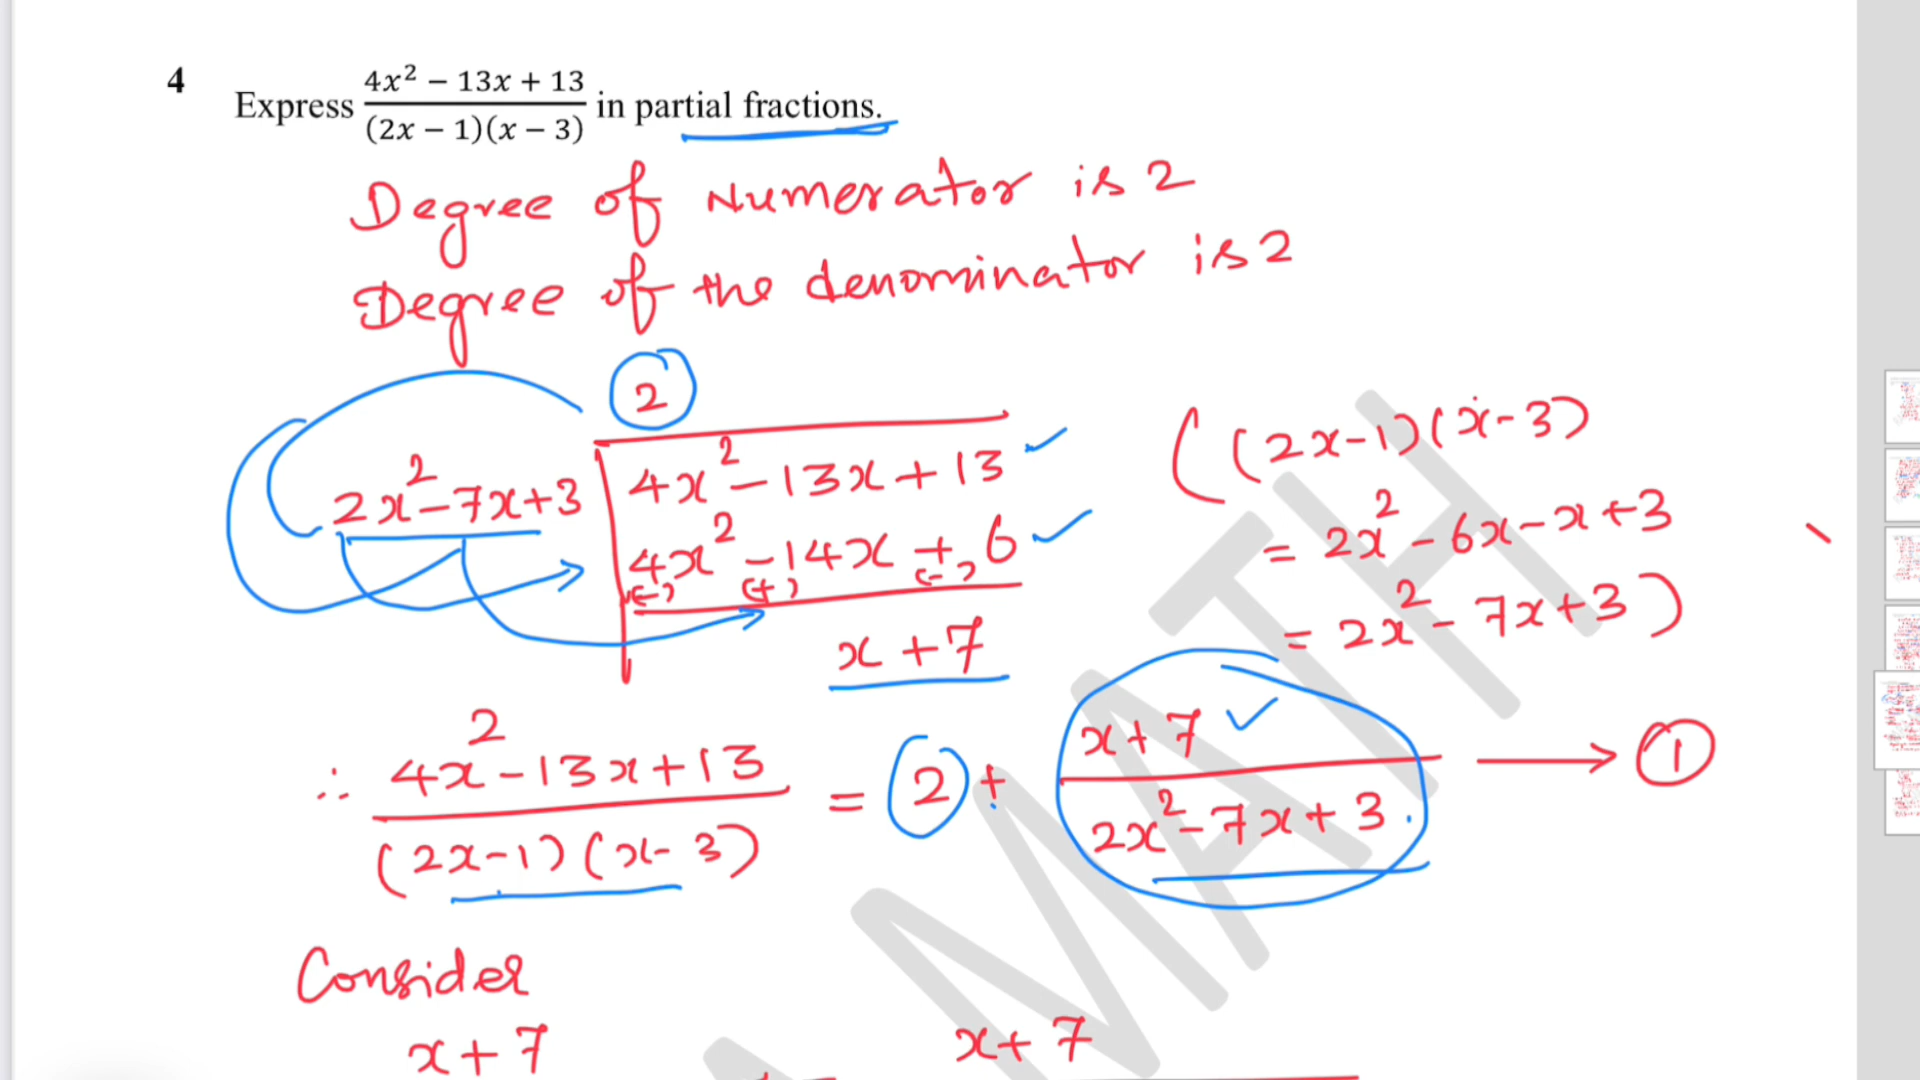 4 Express (4x² − 13x + 13)/((2x − 1)(x − 3)) in partial fractions.
Degree of Numerator is 2
Degree of the denominator is 2
2
2x²-7x+3 4x²-13x+13
4x²-14x+6
(-) (+) (-)
x+7
((2x-1)(x-3)
= 2x²-6x-x+3
= 2x²-7x+3)
∴ (4x²-13x+13)/((2x-1)(x-3)) = 2 + (x+7)/(2x²-7x+3) → 1
Consider
x+7 x+7
MATH